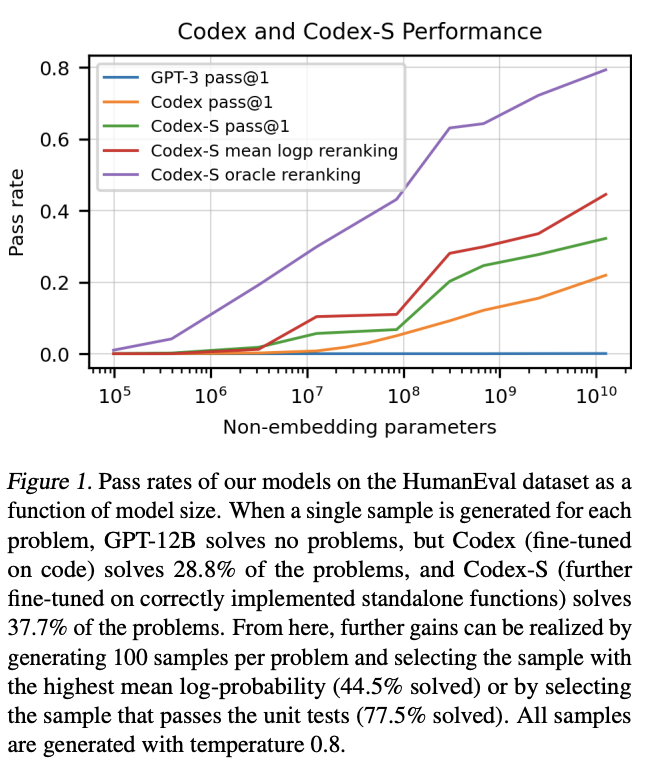 Codex and Codex-S Performance
GPT-3 pass@1
Codex pass@1
Codex-S pass@1
Codex-S mean logp reranking
Codex-S oracle reranking
Pass rate
0.8
0.6
0.4
0.2
0.0
10^5
10^6
10^7
10^8
10^9
10^10
Non-embedding parameters
Figure 1. Pass rates of our models on the HumanEval dataset as a
function of model size. When a single sample is generated for each
problem, GPT-12B solves no problems, but Codex (fine-tuned
on code) solves 28.8% of the problems, and Codex-S (further
fine-tuned on correctly implemented standalone functions) solves
37.7% of the problems. From here, further gains can be realized by
generating 100 samples per problem and selecting the sample with
the highest mean log-probability (44.5% solved) or by selecting
the sample that passes the unit tests (77.5% solved). All samples
are generated with temperature 0.8.